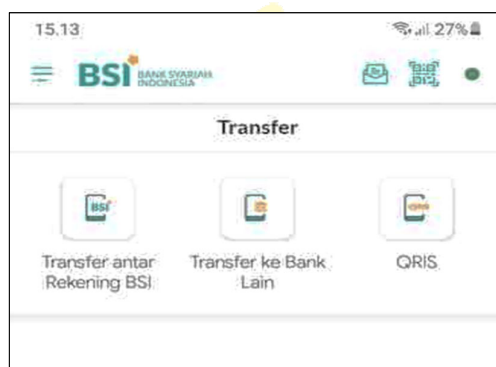 15.13
27%
BSI BANK SYARIAH
INDONESIA
Transfer
BSI
Transfer antar
Rekening BSI
Transfer ke Bank
Lain
QRIS
QRIS